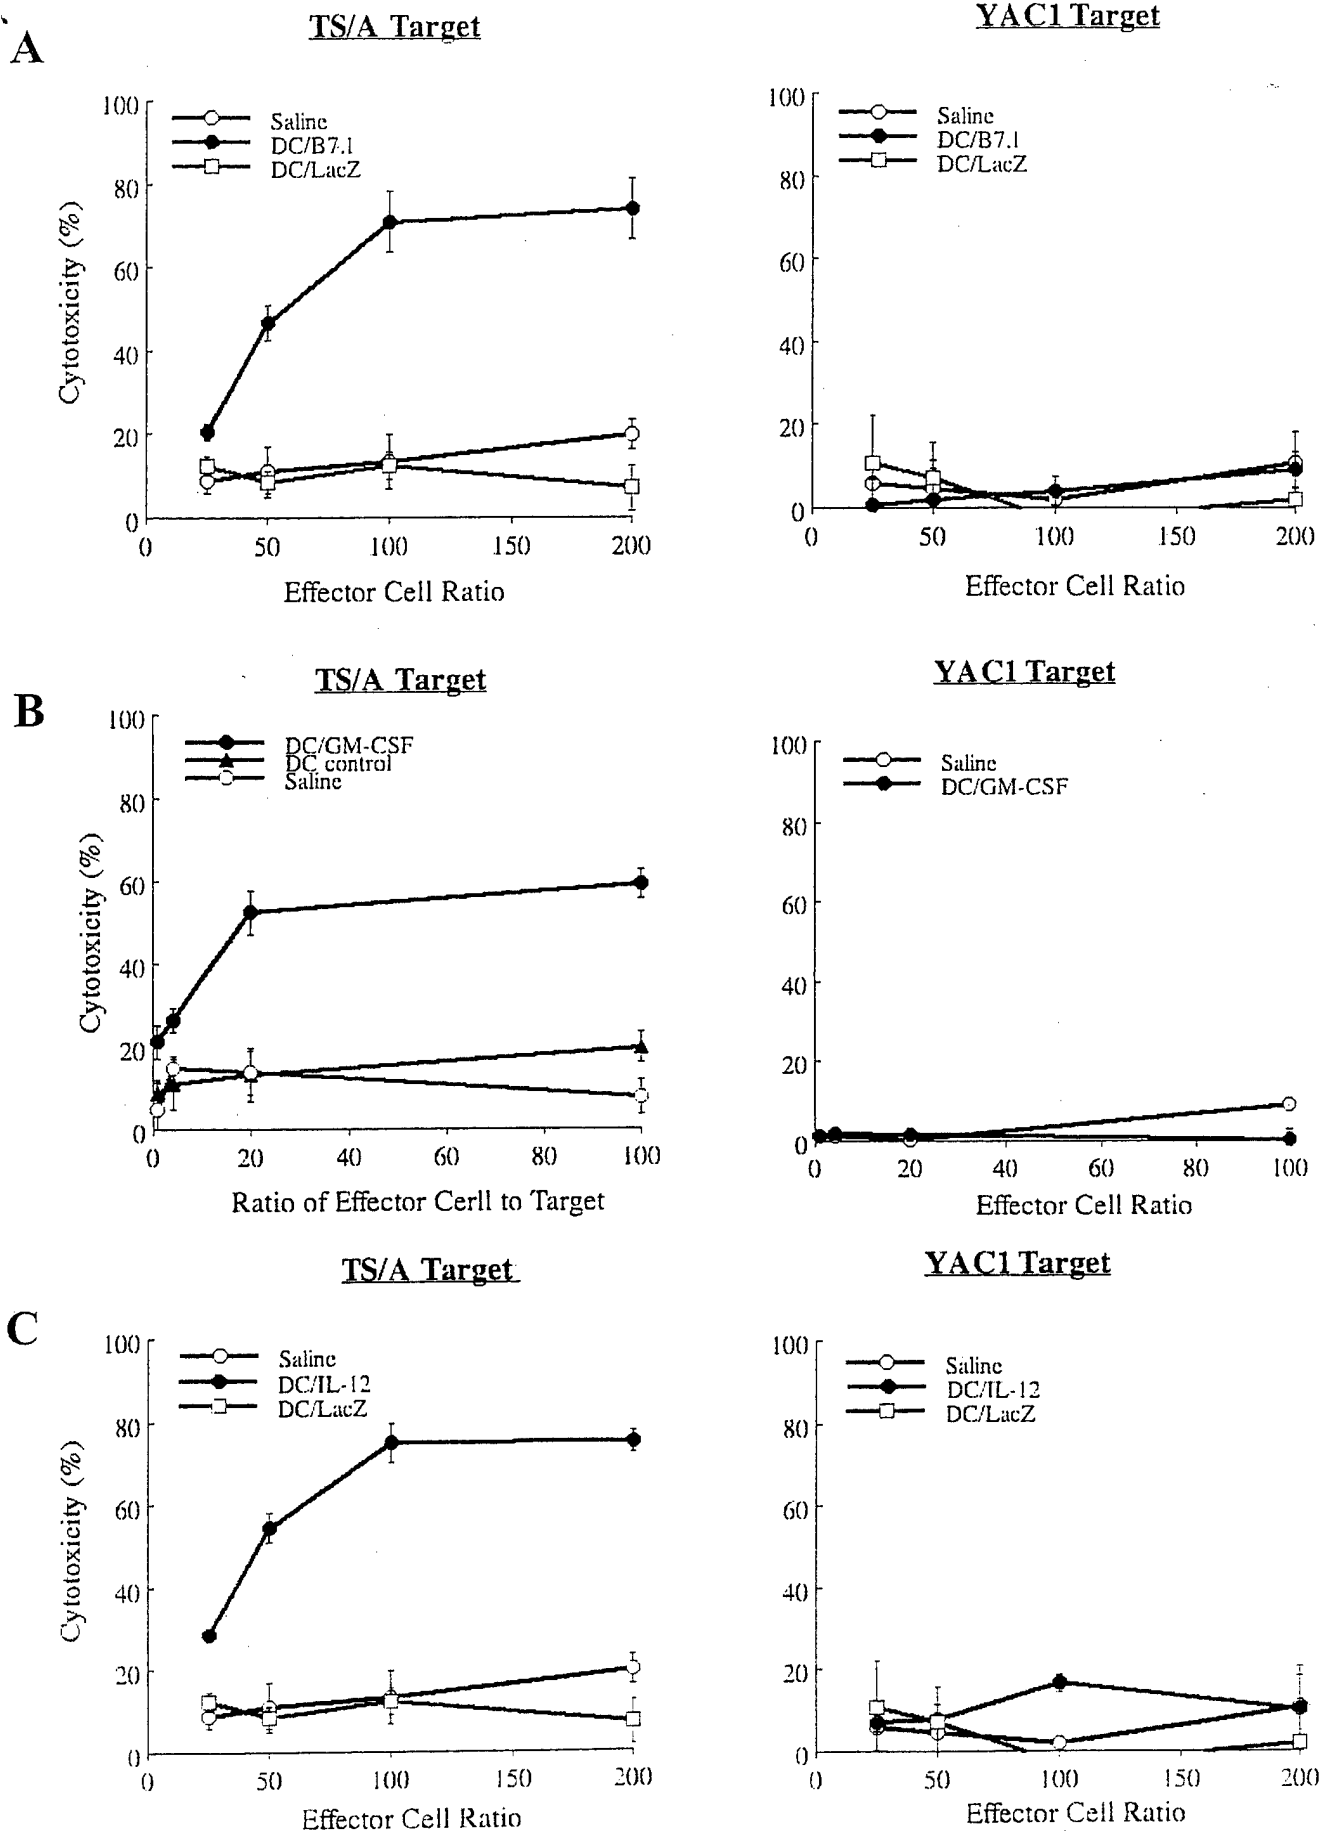 A
TS/A Target
YAC1 Target
100
80
60
40
20
0
Cytotoxicity (%)
Saline
DC/B7.1
DC/LacZ
0 50 100 150 200
Effector Cell Ratio
100
80
60
40
20
0
Saline
DC/B7.1
DC/LacZ
0 50 100 150 200
Effector Cell Ratio
B
TS/A Target
YAC1 Target
100
80
60
40
20
0
Cytotoxicity (%)
DC/GM-CSF
DC control
Saline
0 20 40 60 80 100
Ratio of Effector Cerll to Target
100
80
60
40
20
0
Saline
DC/GM-CSF
0 20 40 60 80 100
Effector Cell Ratio
C
TS/A Target
YAC1 Target
100
80
60
40
20
0
Cytotoxicity (%)
Saline
DC/IL-12
DC/LacZ
0 50 100 150 200
Effector Cell Ratio
100
80
60
40
20
0
Saline
DC/IL-12
DC/LacZ
0 50 100 150 200
Effector Cell Ratio